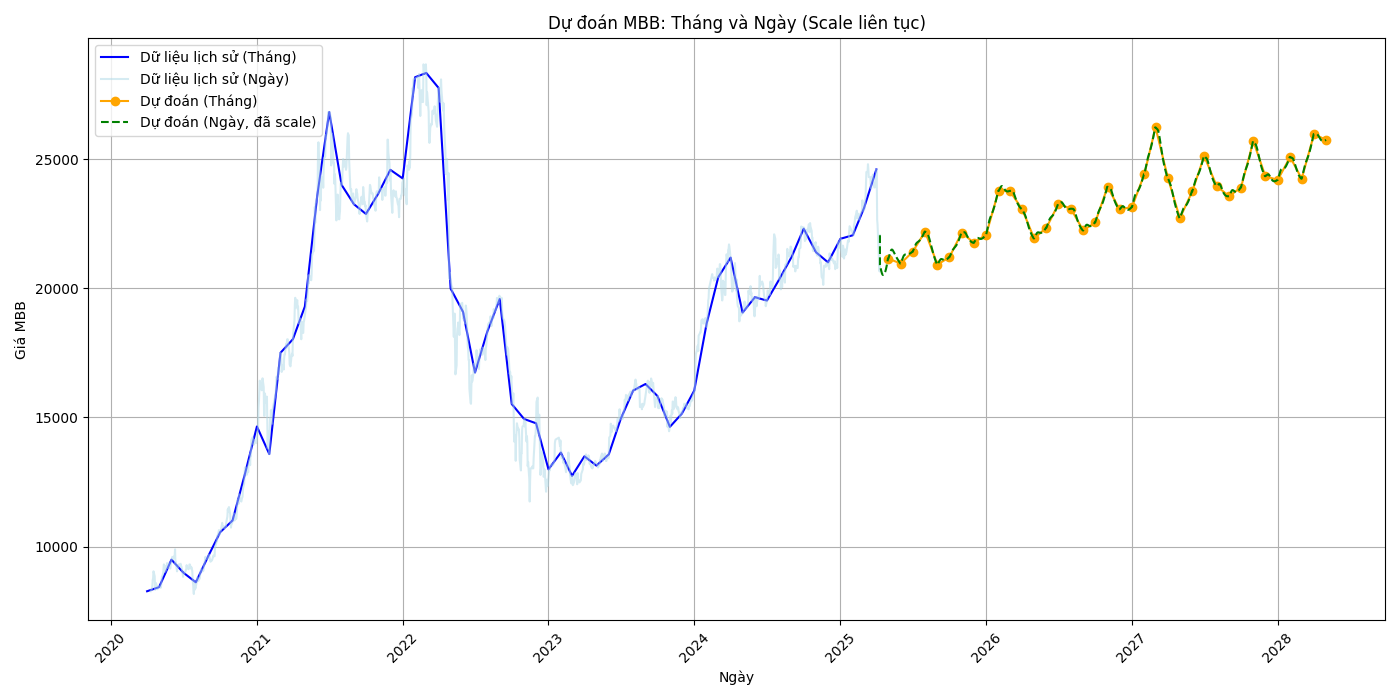 Dự đoán MBB: Tháng và Ngày (Scale liên tục)
Dữ liệu lịch sử (Tháng)
Dữ liệu lịch sử (Ngày)
Dự đoán (Tháng)
Dự đoán (Ngày, đã scale)
Giá MBB
25000
20000
15000
10000
2020
2021
2022
2023
2024
2025
2026
2027
2028
Ngày